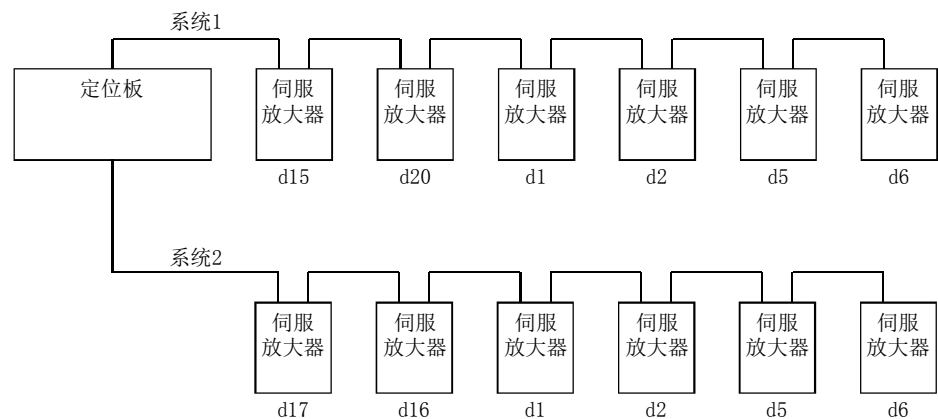 系统1
定位板
伺服
放大器
伺服
放大器
伺服
放大器
伺服
放大器
伺服
放大器
伺服
放大器
d15
d20
d1
d2
d5
d6
系统2
伺服
放大器
伺服
放大器
伺服
放大器
伺服
放大器
伺服
放大器
伺服
放大器
d17
d16
d1
d2
d5
d6